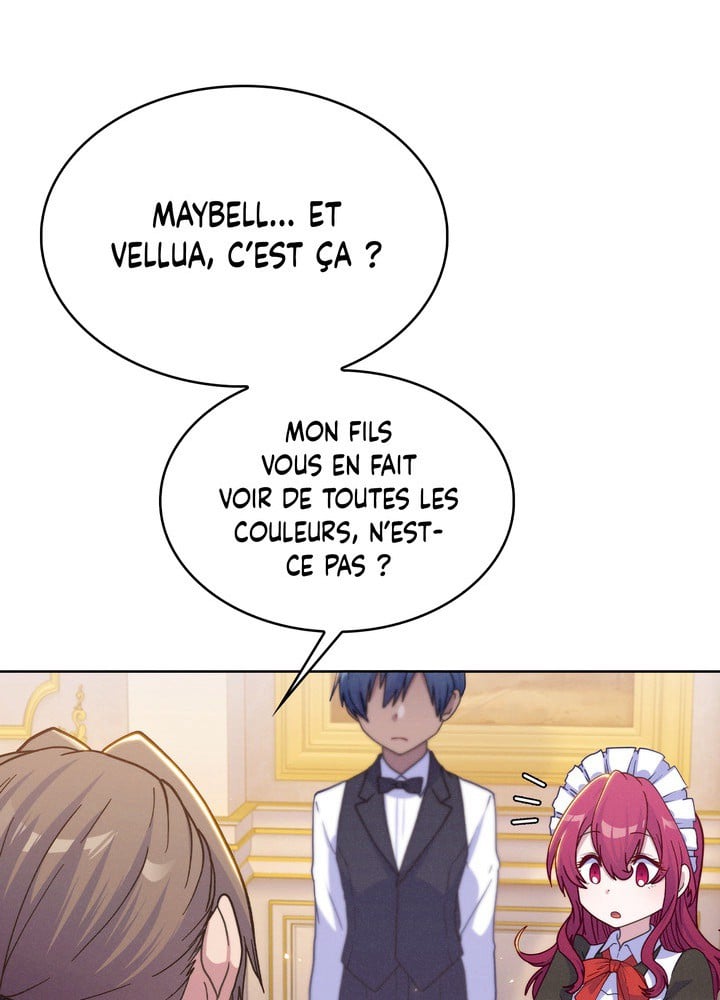 MAYBELL... ET
VELLUA, C'EST ÇA ?
MON FILS
VOUS EN FAIT
VOIR DE TOUTES LES
COULEURS, N'EST-
CE PAS ?